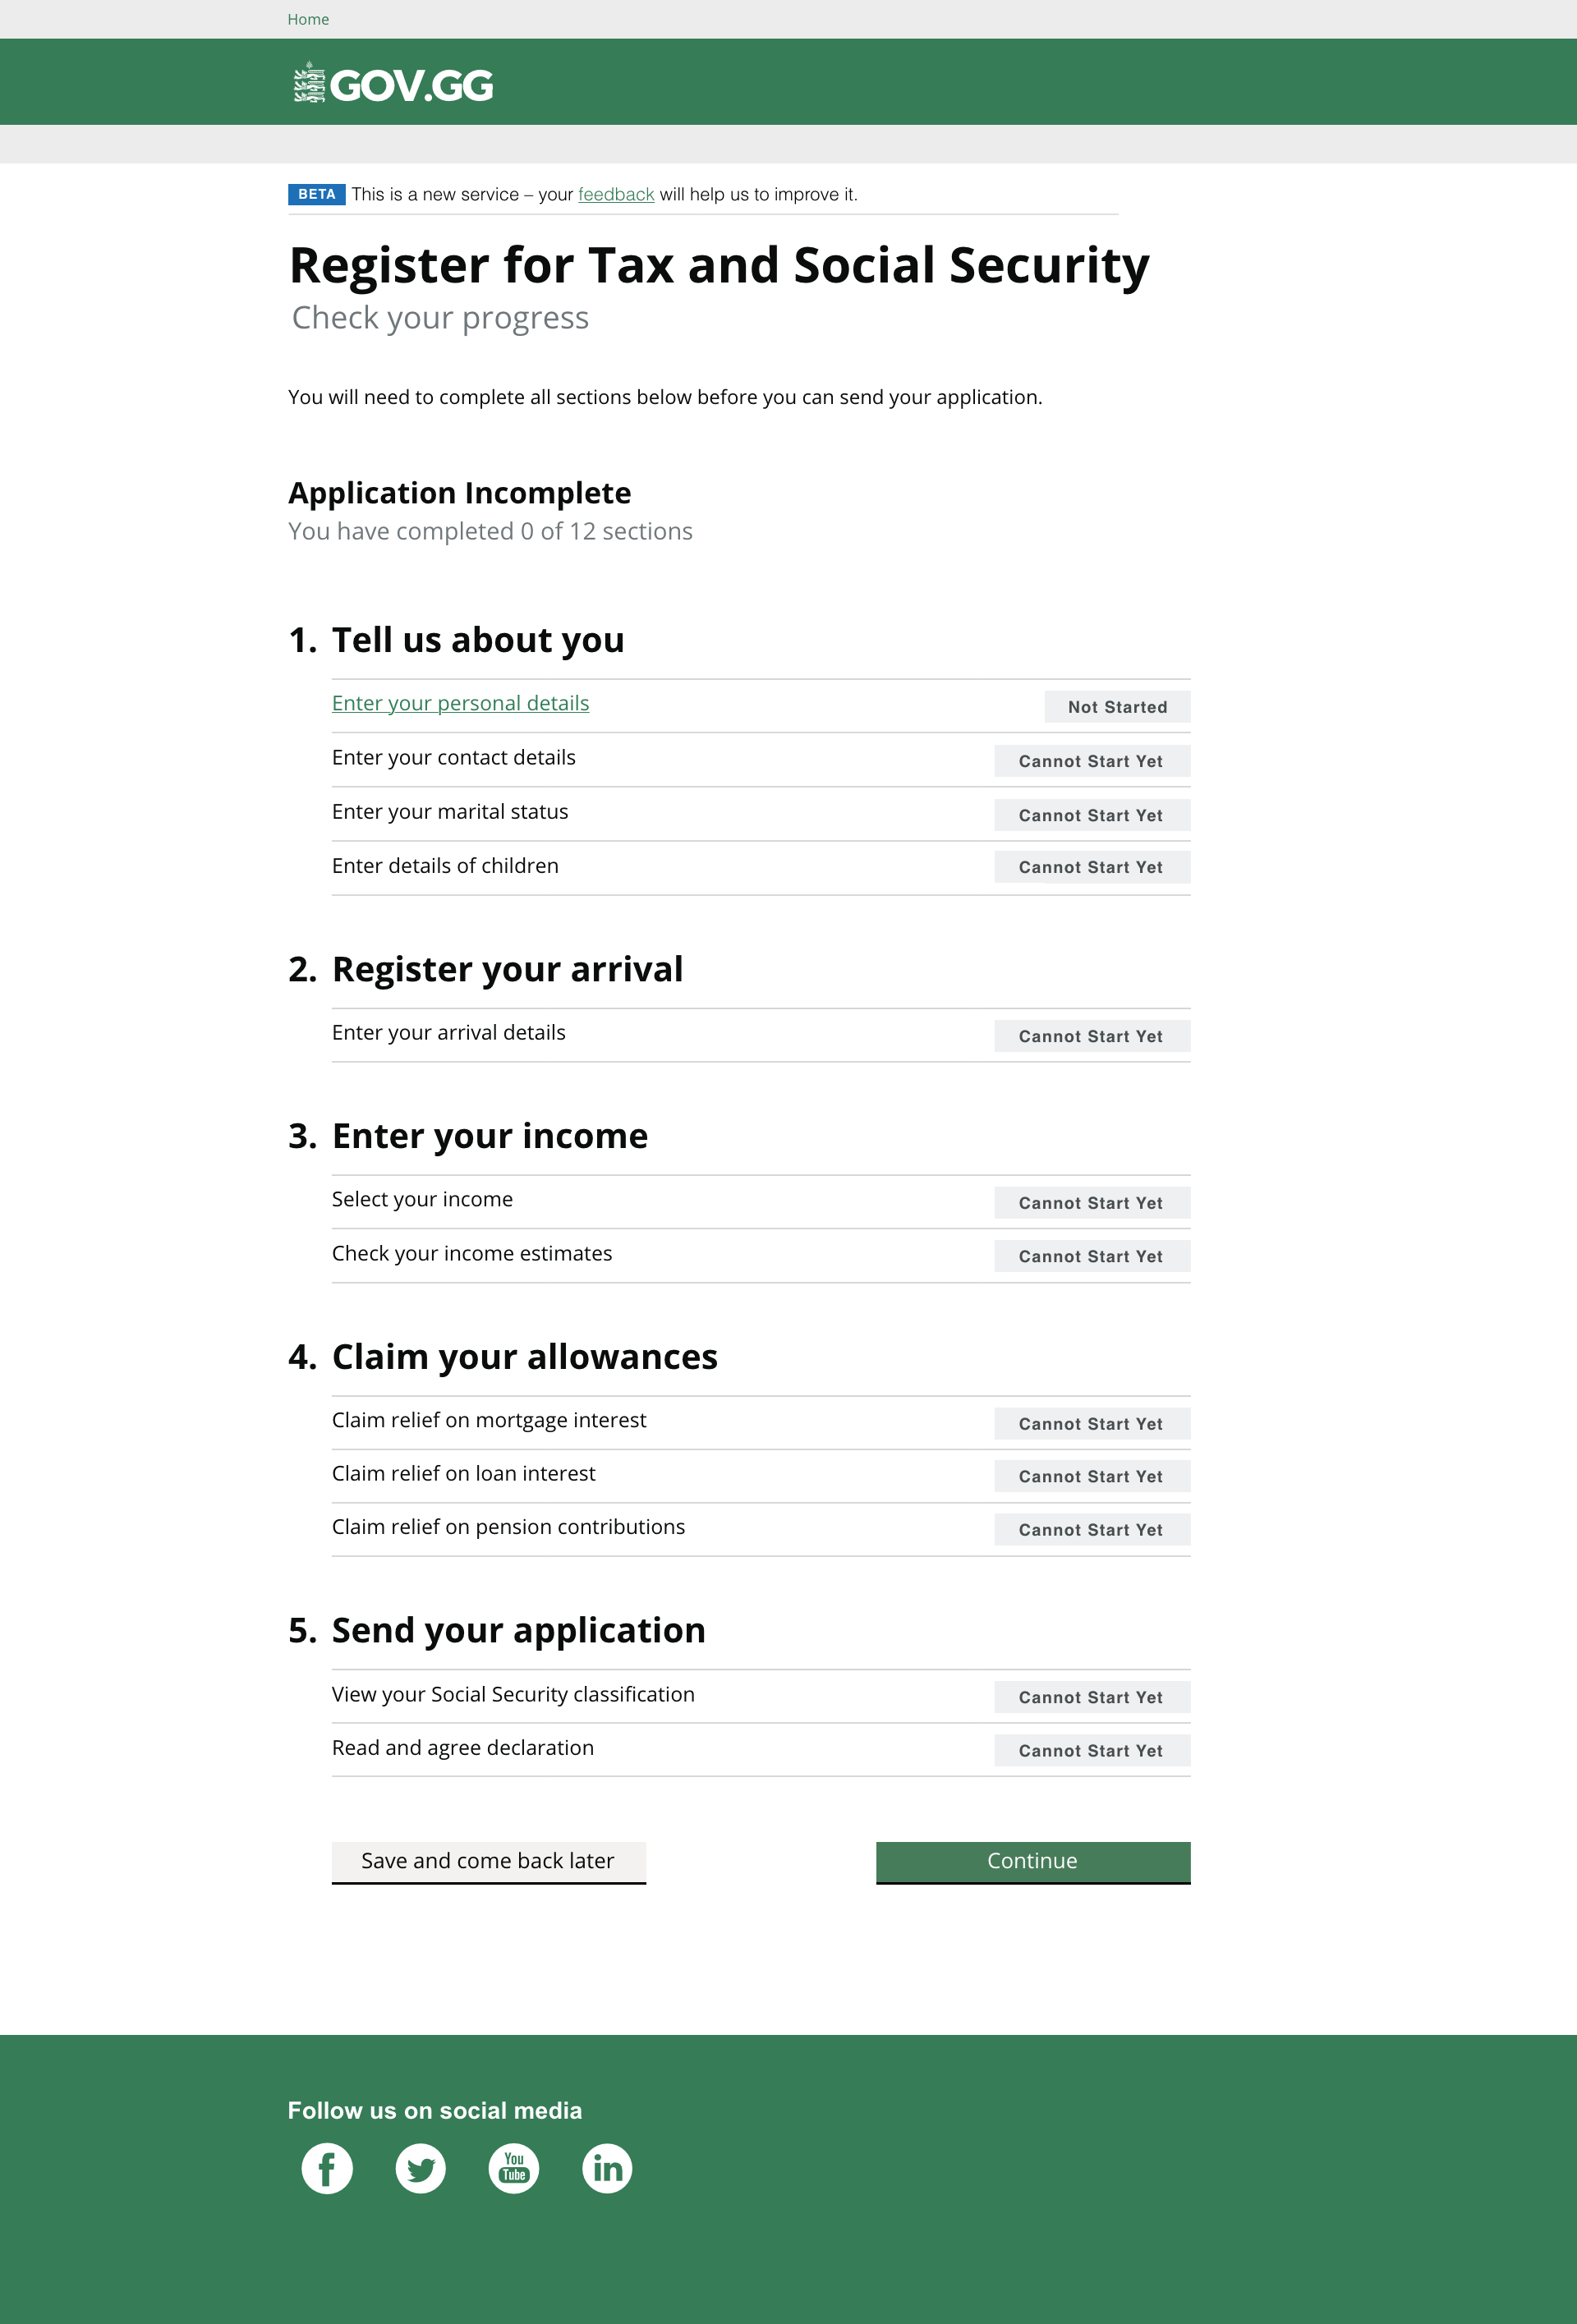 Home
GOV.GG
BETA This is a new service – your feedback will help us to improve it.
Register for Tax and Social Security
Check your progress
You will need to complete all sections below before you can send your application.
Application Incomplete
You have completed 0 of 12 sections
1. Tell us about you
Enter your personal details Not Started
Enter your contact details Cannot Start Yet
Enter your marital status Cannot Start Yet
Enter details of children Cannot Start Yet
2. Register your arrival
Enter your arrival details Cannot Start Yet
3. Enter your income
Select your income Cannot Start Yet
Check your income estimates Cannot Start Yet
4. Claim your allowances
Claim relief on mortgage interest Cannot Start Yet
Claim relief on loan interest Cannot Start Yet
Claim relief on pension contributions Cannot Start Yet
5. Send your application
View your Social Security classification Cannot Start Yet
Read and agree declaration Cannot Start Yet
Save and come back later Continue
Follow us on social media
f You Tube in